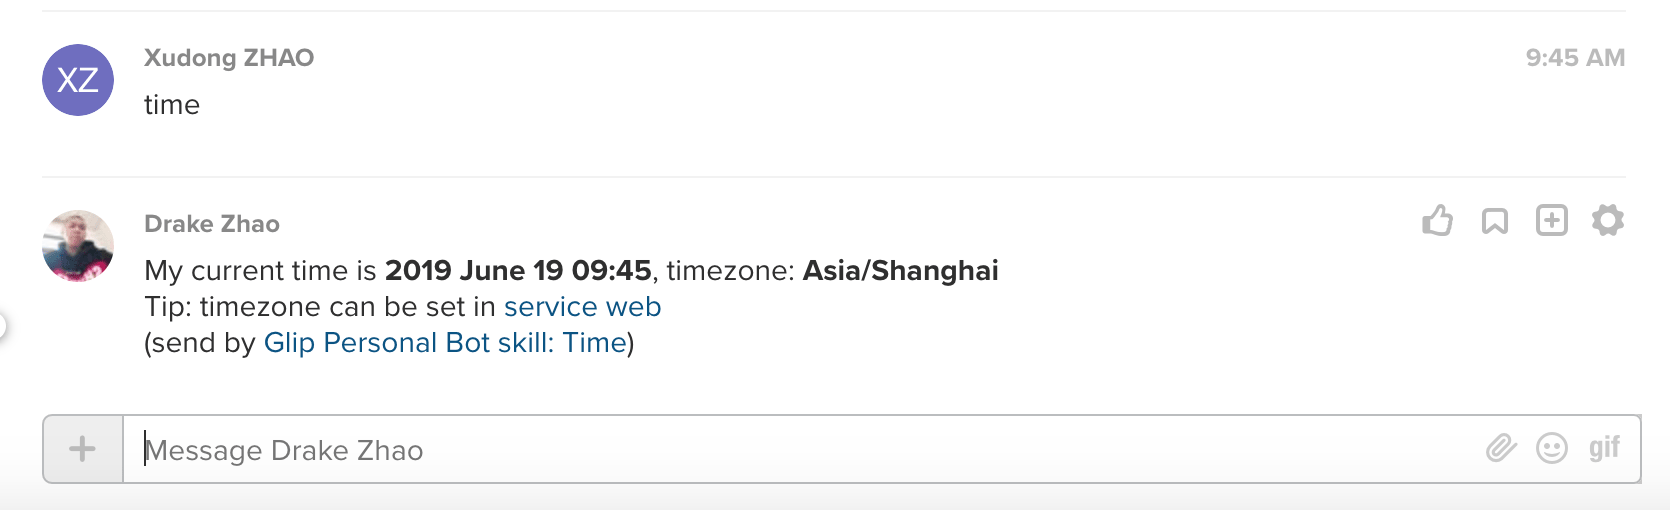 Xudong ZHAO
9:45 AM
XZ
time
Drake Zhao
My current time is 2019 June 19 09:45, timezone: Asia/Shanghai
Tip: timezone can be set in service web
(send by Glip Personal Bot skill: Time)
Message Drake Zhao
gif